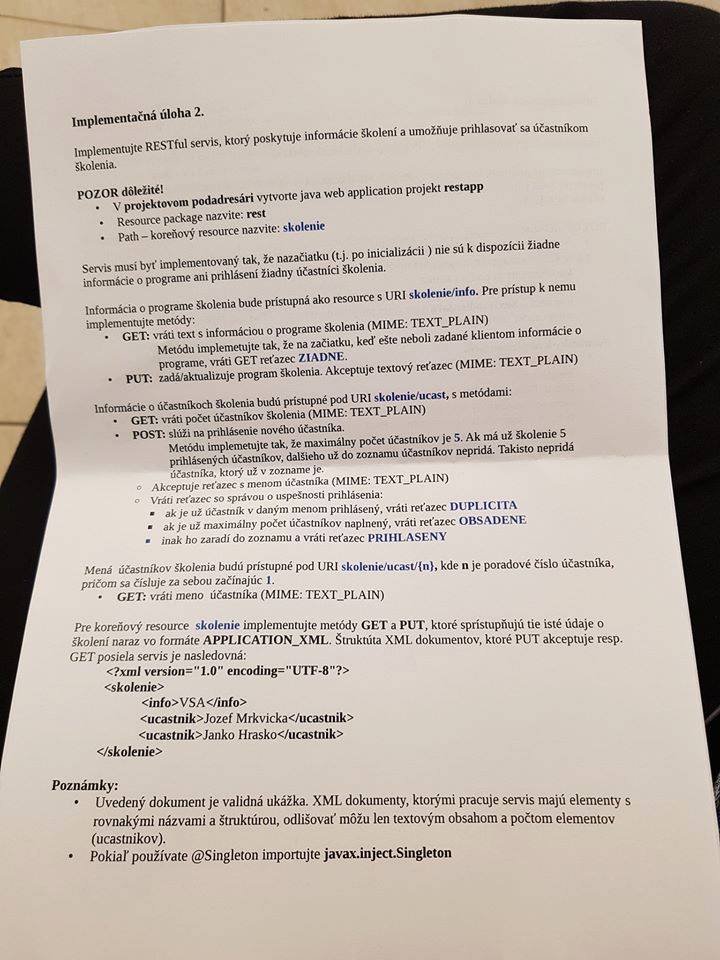 Implementačná úloha 2.
Implementujte RESTful servis, ktorý poskytuje informácie školení a umožňuje prihlasovať sa účastníkom
školenia.
POZOR dôležité!
• V projektovom podadresári vytvorte java web application projekt restapp
• Resource package nazvite: rest
• Path – koreňový resource nazvite: skolenie
Servis musí byť implementovaný tak, že nazačiatku (t.j. po inicializácii ) nie sú k dispozícii žiadne
informácie o programe ani prihlásení žiadny účastníci školenia.
Informácia o programe školenia bude prístupná ako resource s URI skolenie/info. Pre prístup k nemu
implementujte metódy:
• GET: vráti text s informáciou o programe školenia (MIME: TEXT_PLAIN)
Metódu implemetujte tak, že na začiatku, keď ešte neboli zadané klientom informácie o
programe, vráti GET reťazec ZIADNE.
• PUT: zadá/aktualizuje program školenia. Akceptuje textový reťazec (MIME: TEXT_PLAIN)
Informácie o účastníkoch školenia budú prístupné pod URI skolenie/ucast, s metódami:
• GET: vráti počet účastníkov školenia (MIME: TEXT_PLAIN)
• POST: slúži na prihlásenie nového účastníka.
Metódu implemetujte tak, že maximálny počet účastníkov je 5. Ak má už školenie 5
prihlásených účastníkov, dalšieho už do zoznamu účastníkov nepridá. Takisto nepridá
účastníka, ktorý už v zozname je.
○ Akceptuje reťazec s menom účastníka (MIME: TEXT_PLAIN)
○ Vráti reťazec so správou o uspešnosti prihlásenia:
▪ ak je už účastník v daným menom prihlásený, vráti reťazec DUPLICITA
▪ ak je už maximálny počet účastníkov naplnený, vráti reťazec OBSADENE
▪ inak ho zaradí do zoznamu a vráti reťazec PRIHLASENY
Mená účastníkov školenia budú prístupné pod URI skolenie/ucast/{n}, kde n je poradové číslo účastníka,
pričom sa čísluje za sebou začínajúc 1.
• GET: vráti meno účastníka (MIME: TEXT_PLAIN)
Pre koreňový resource skolenie implementujte metódy GET a PUT, ktoré sprístupňujú tie isté údaje o
školení naraz vo formáte APPLICATION_XML. Štruktúta XML dokumentov, ktoré PUT akceptuje resp.
GET posiela servis je nasledovná:
<?xml version="1.0" encoding="UTF-8"?>
<skolenie>
<info>VSA</info>
<ucastnik>Jozef Mrkvicka</ucastnik>
<ucastnik>Janko Hrasko</ucastnik>
</skolenie>
Poznámky:
• Uvedený dokument je validná ukážka. XML dokumenty, ktorými pracuje servis majú elementy s
rovnakými názvami a štruktúrou, odlišovať môžu len textovým obsahom a počtom elementov
(ucastnikov).
• Pokiaľ používate @Singleton importujte javax.inject.Singleton